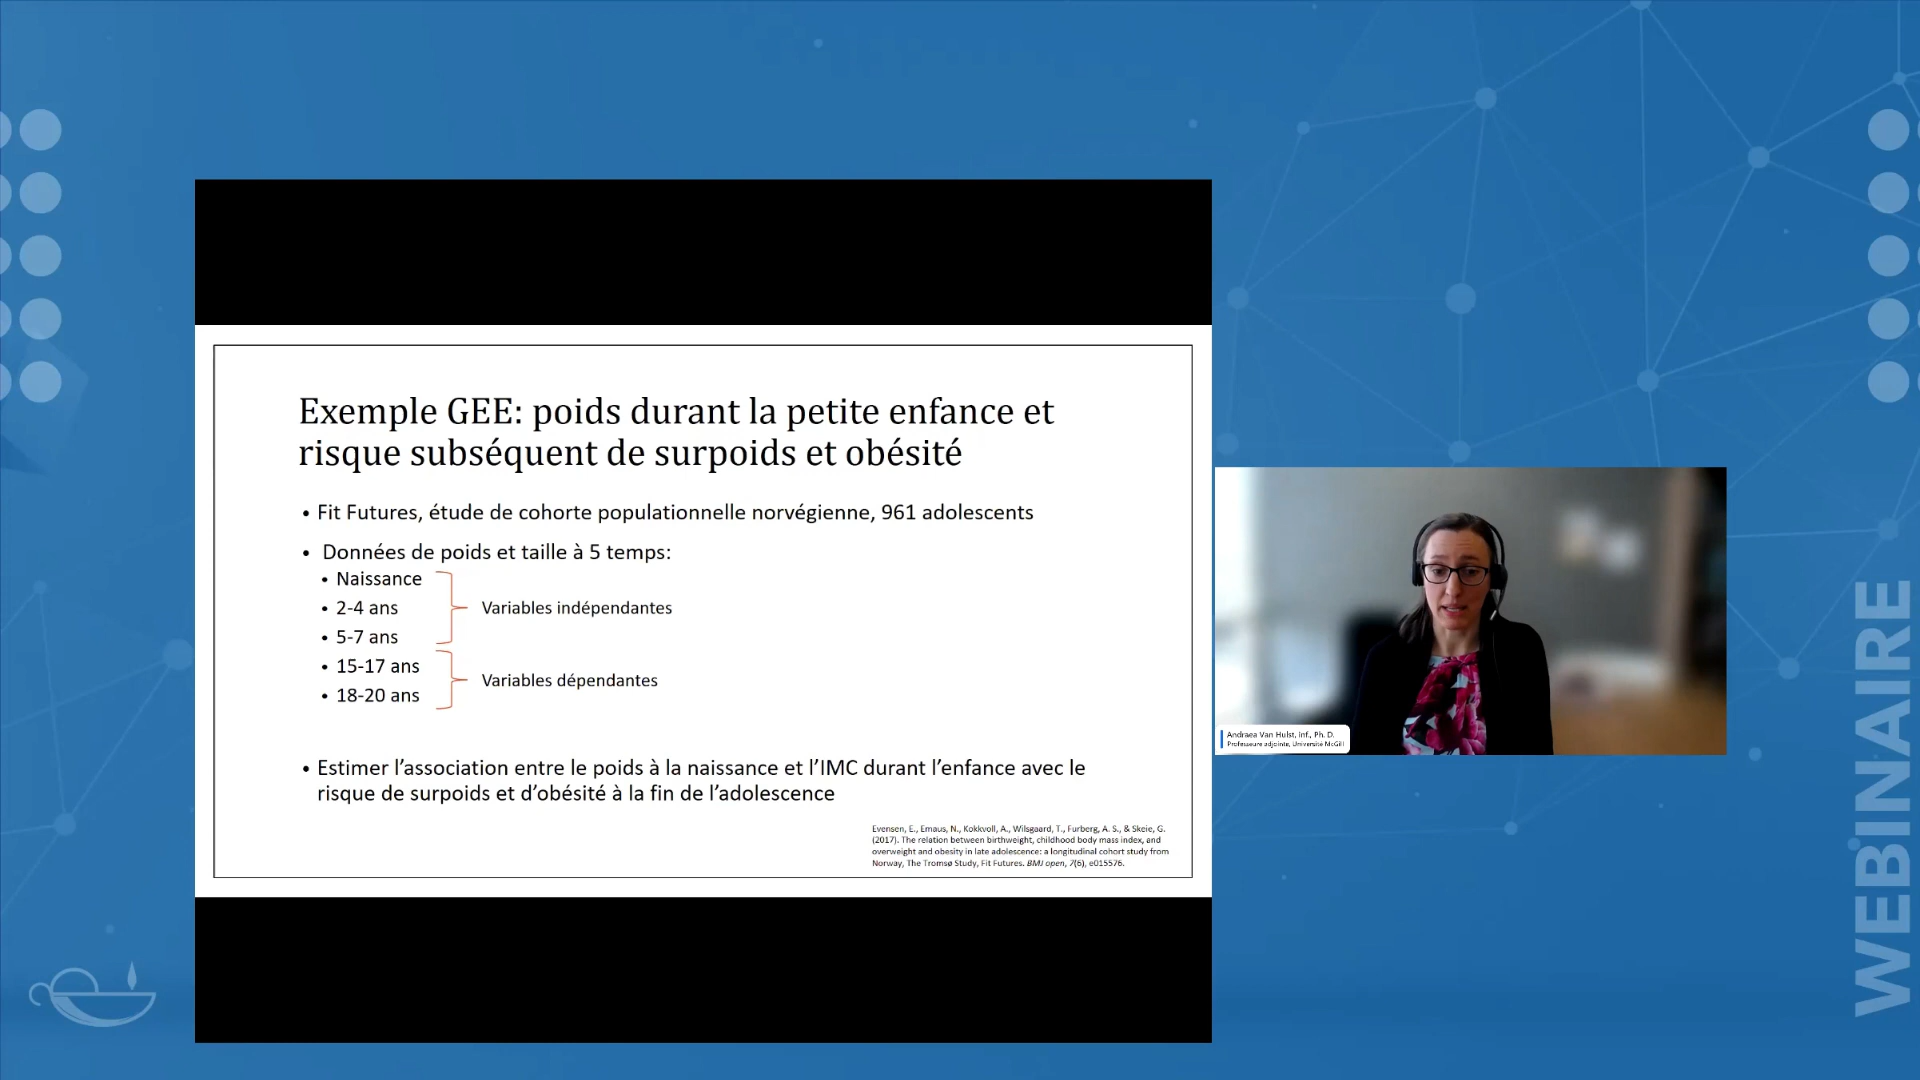 Exemple GEE: poids durant la petite enfance et
risque subséquent de surpoids et obésité
• Fit Futures, étude de cohorte populationnelle norvégienne, 961 adolescents
• Données de poids et taille à 5 temps:
• Naissance
• 2-4 ans
• 5-7 ans
Variables indépendantes
• 15-17 ans
• 18-20 ans
Variables dépendantes
• Estimer l’association entre le poids à la naissance et l’IMC durant l’enfance avec le
risque de surpoids et d’obésité à la fin de l’adolescence
Evensen, E., Emaus, N., Kokkvoll, A., Wilsgaard, T., Furberg, A. S., & Skeie, G.
(2017). The relation between birthweight, childhood body mass index, and
overweight and obesity in late adolescence: a longitudinal cohort study from
Norway, The Tromsø Study, Fit Futures. BMJ open, 7(6), e015576.
Andraea Van Hulst, inf., Ph. D.
Professeure adjointe, Université McGill
WEBINAIRE